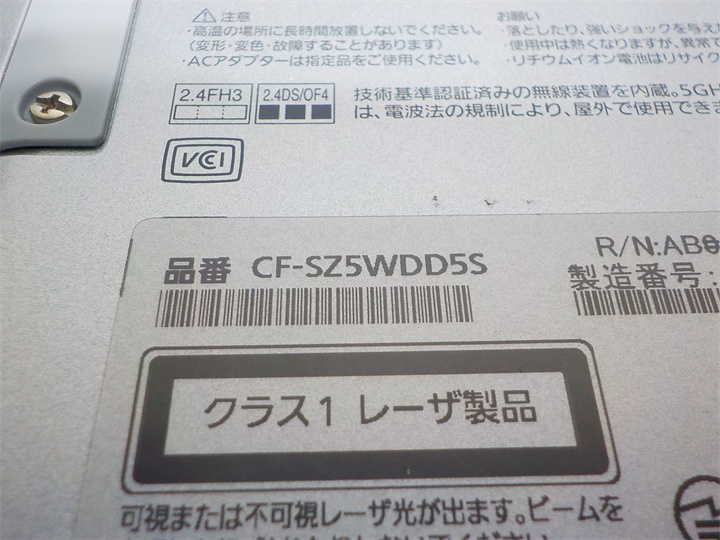 ⚠注意
・高温の場所に長時間放置しないでください。
(変形・変色・故障することがあります)
・ACアダプターは指定品をご使用ください。
お願い
・落としたり、強いショックを与え
・使用中は熱くなりますが、異常で
・リチウムイオン電池はリサイク
2.4FH3
2.4DS/OF4
技術基準認証済みの無線装置を内蔵。5GH
は、電波法の規制により、屋外で使用でき
VCCI
品番 CF-SZ5WDD5S
R/N:AB
製造番号:
クラス1 レーザ製品
可視または不可視レーザ光が出ます。ビームを